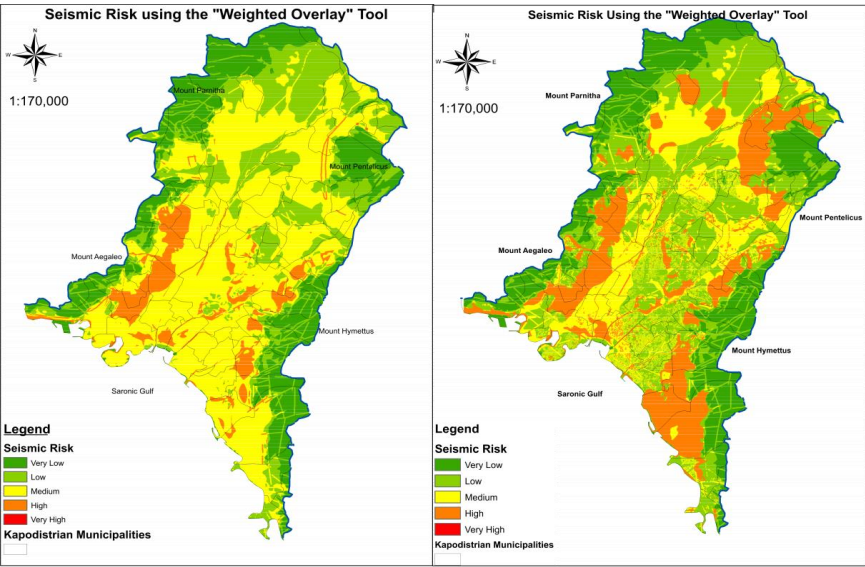 Seismic Risk using the "Weighted Overlay" Tool
N
W E
S
1:170,000
Mount Parnitha
Mount Pentelicus
Mount Aegaleo
Mount Hymettus
Saronic Gulf
Legend
Seismic Risk
Very Low
Low
Medium
High
Very High
Kapodistrian Municipalities
Seismic Risk Using the "Weighted Overlay" Tool
N
W E
S
1:170,000
Mount Parnitha
Mount Pentelicus
Mount Aegaleo
Mount Hymettus
Saronic Gulf
Legend
Seismic Risk
Very Low
Low
Medium
High
Very High
Kapodistrian Municipalities